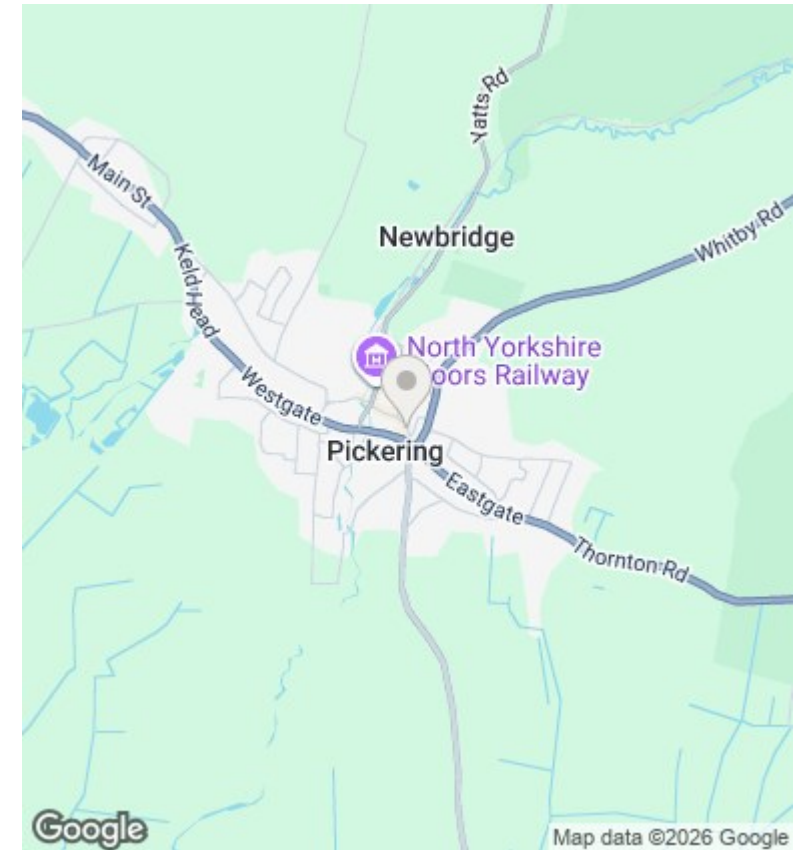 Yatts Rd
Main St
Newbridge
Whitby Rd
Keld Head
North Yorkshire
oors Railway
Westgate
Pickering
Eastgate
Thornton Rd
Google
Map data ©2026 Google